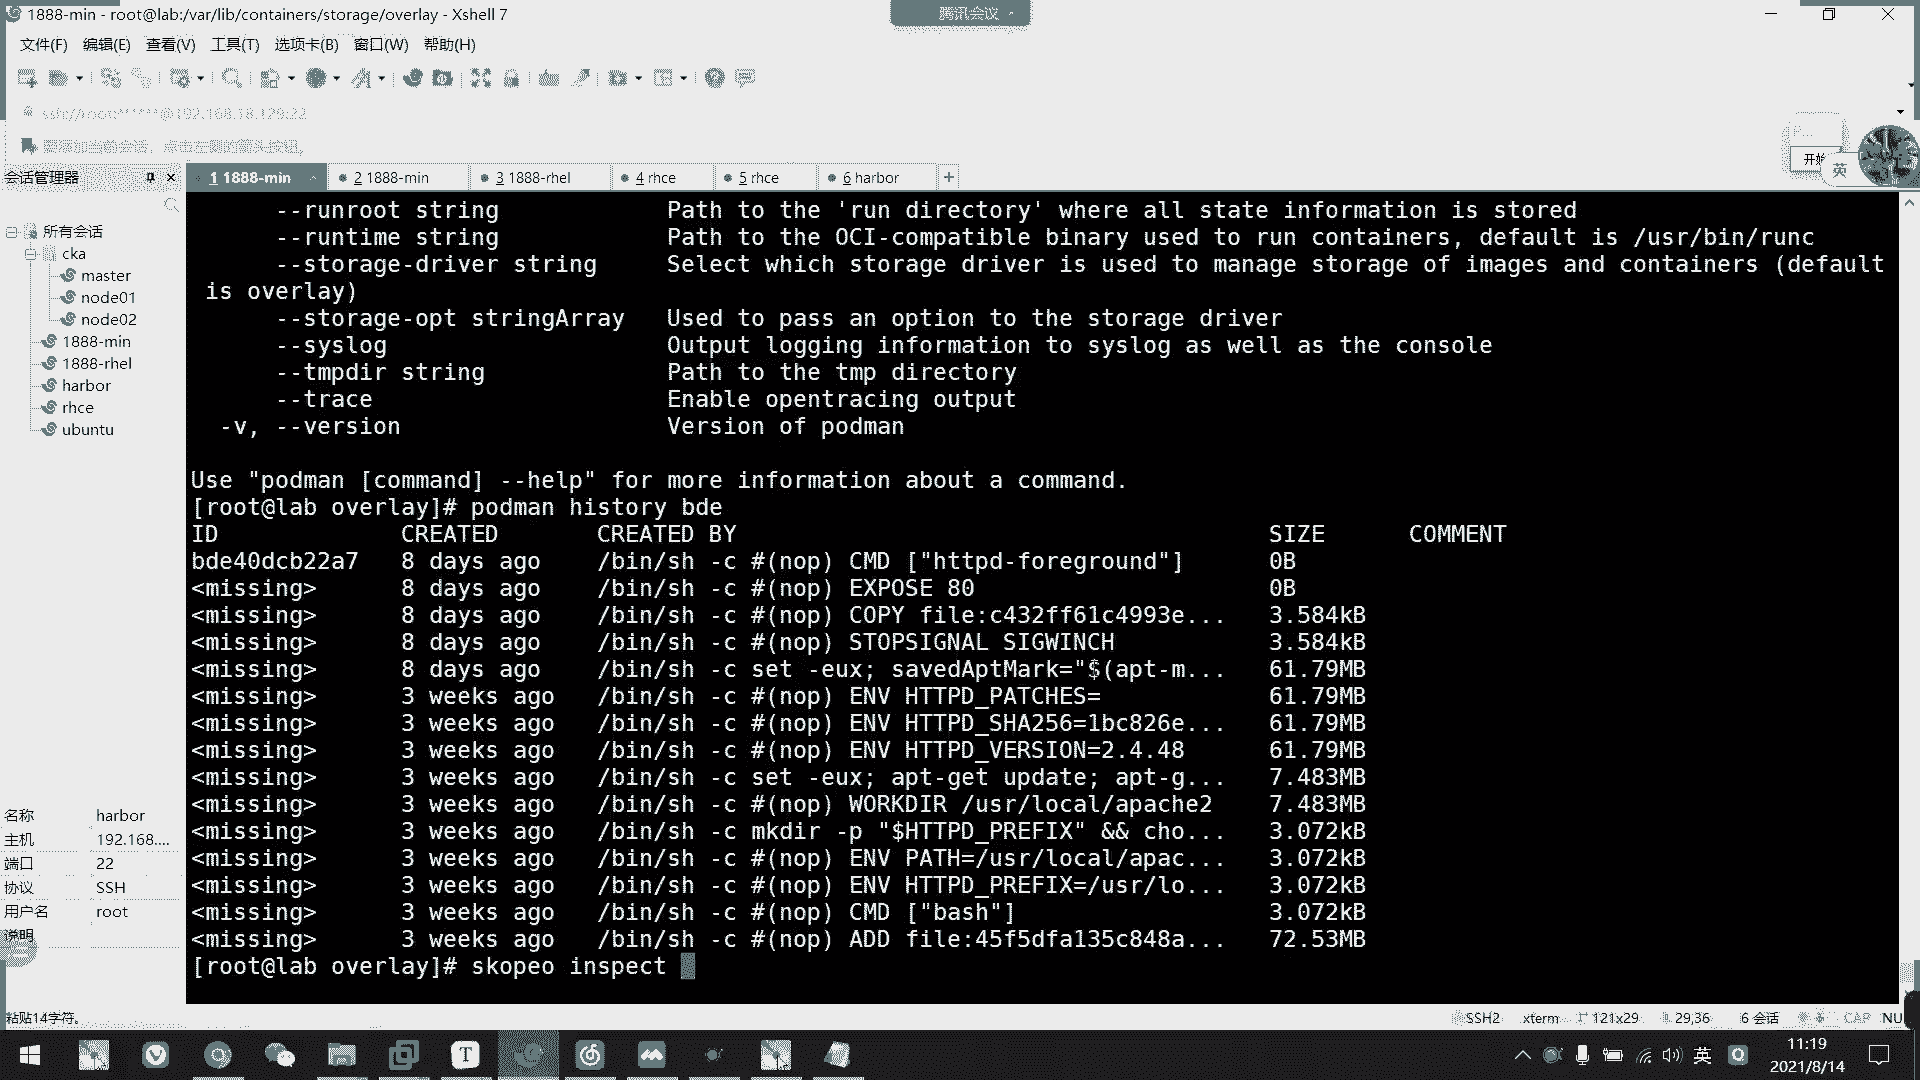 1888-min - root@lab:/var/lib/containers/storage/overlay - Xshell 7
腾讯会议
文件(F) 编辑(E) 查看(V) 工具(T) 选项卡(B) 窗口(W) 帮助(H)
要添加当前会话，点击左侧的箭头按钮。
开始
英
会话管理器
1 1888-min
2 1888-min
3 1888-rhel
4 rhce
5 rhce
6 harbor
所有会话
cka
master
node01
node02
1888-min
1888-rhel
harbor
rhce
ubuntu
名称 harbor
主机 192.168....
端口 22
协议 SSH
用户名 root
说明
--runroot string Path to the 'run directory' where all state information is stored
--runtime string Path to the OCI-compatible binary used to run containers, default is /usr/bin/runc
--storage-driver string Select which storage driver is used to manage storage of images and containers (default
is overlay)
--storage-opt stringArray Used to pass an option to the storage driver
--syslog Output logging information to syslog as well as the console
--tmpdir string Path to the tmp directory
--trace Enable opentracing output
-v, --version Version of podman
Use "podman [command] --help" for more information about a command.
[root@lab overlay]# podman history bde
ID CREATED CREATED BY SIZE COMMENT
bde40dcb22a7 8 days ago /bin/sh -c #(nop) CMD ["httpd-foreground"] 0B
<missing> 8 days ago /bin/sh -c #(nop) EXPOSE 80 0B
<missing> 8 days ago /bin/sh -c #(nop) COPY file:c432ff61c4993e... 3.584kB
<missing> 8 days ago /bin/sh -c #(nop) STOPSIGNAL SIGWINCH 3.584kB
<missing> 8 days ago /bin/sh -c set -eux; savedAptMark="$(apt-m... 61.79MB
<missing> 3 weeks ago /bin/sh -c #(nop) ENV HTTPD_PATCHES= 61.79MB
<missing> 3 weeks ago /bin/sh -c #(nop) ENV HTTPD_SHA256=1bc826e... 61.79MB
<missing> 3 weeks ago /bin/sh -c #(nop) ENV HTTPD_VERSION=2.4.48 61.79MB
<missing> 3 weeks ago /bin/sh -c set -eux; apt-get update; apt-g... 7.483MB
<missing> 3 weeks ago /bin/sh -c #(nop) WORKDIR /usr/local/apache2 7.483MB
<missing> 3 weeks ago /bin/sh -c mkdir -p "$HTTPD_PREFIX" && cho... 3.072kB
<missing> 3 weeks ago /bin/sh -c #(nop) ENV PATH=/usr/local/apac... 3.072kB
<missing> 3 weeks ago /bin/sh -c #(nop) ENV HTTPD_PREFIX=/usr/lo... 3.072kB
<missing> 3 weeks ago /bin/sh -c #(nop) CMD ["bash"] 3.072kB
<missing> 3 weeks ago /bin/sh -c #(nop) ADD file:45f5dfa135c848a... 72.53MB
[root@lab overlay]# skopeo inspect
粘贴14字符。
SSH2 xterm 121x29 29,36 6 会话 CAP NU
英
11:19
2021/8/14